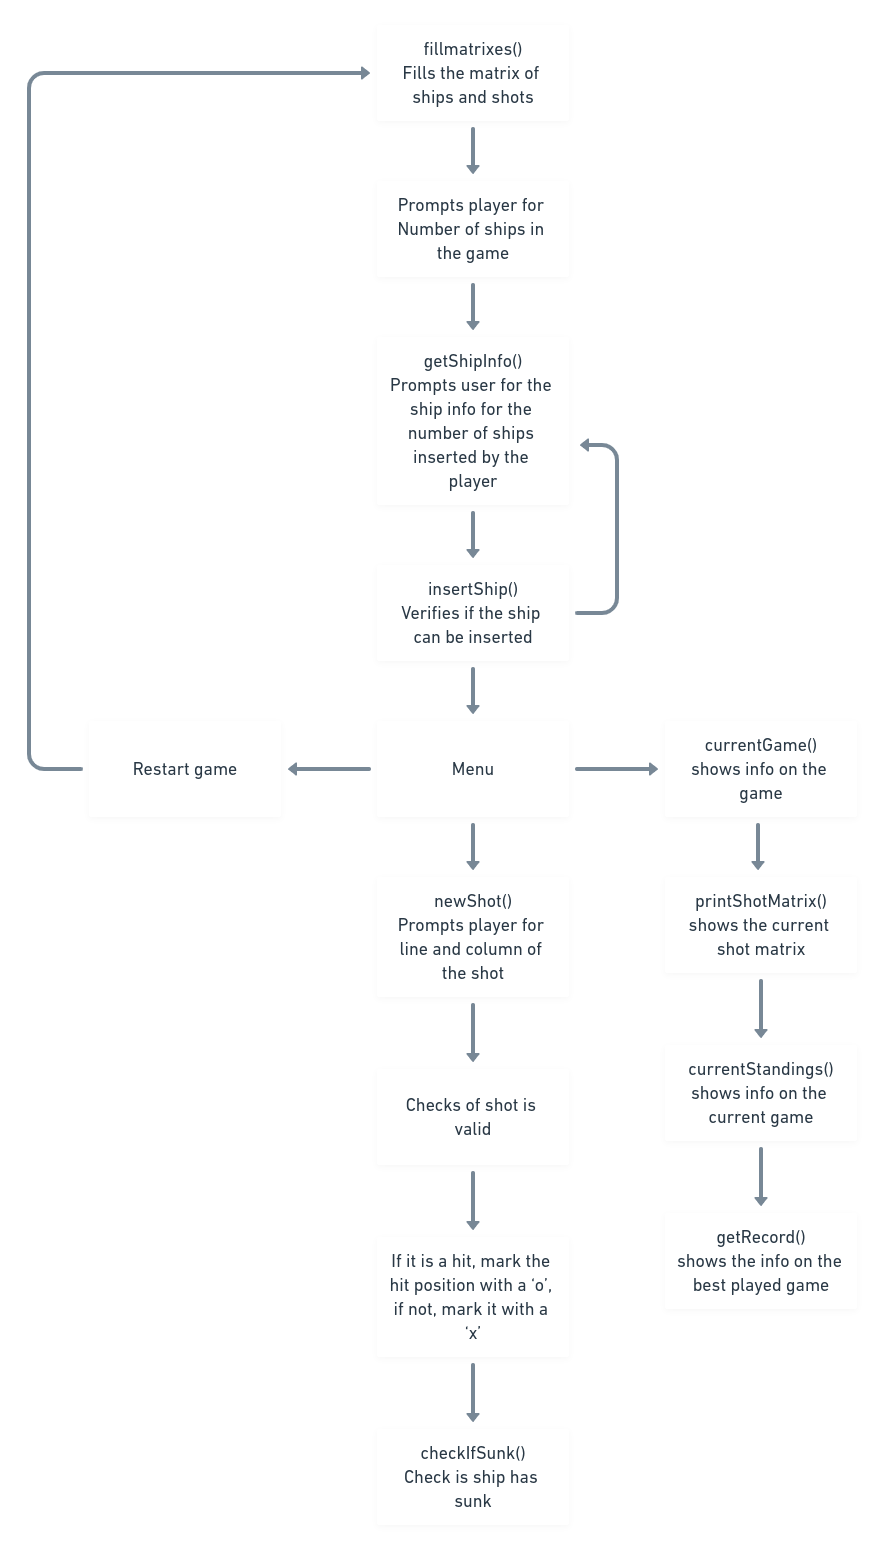 fillmatrixes()
Fills the matrix of
ships and shots
Prompts player for
Number of ships in
the game
getShipInfo()
Prompts user for the
ship info for the
number of ships
inserted by the
player
insertShip()
Verifies if the ship
can be inserted
Restart game
Menu
currentGame()
shows info on the
game
newShot()
Prompts player for
line and column of
the shot
printShotMatrix()
shows the current
shot matrix
Checks of shot is
valid
currentStandings()
shows info on the
current game
If it is a hit, mark the
hit position with a ‘o’,
if not, mark it with a
‘x’
getRecord()
shows the info on the
best played game
checkIfSunk()
Check is ship has
sunk